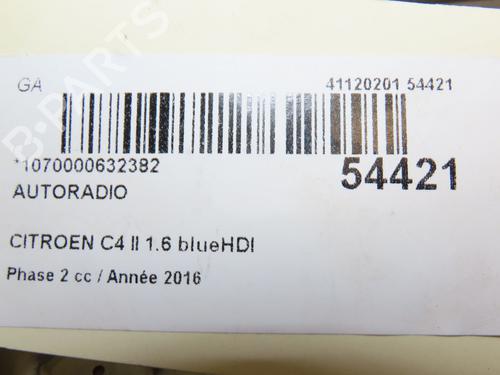 GA
41120201 54421
*1070000632382
54421
AUTORADIO
CITROEN C4 II 1.6 blueHDI
Phase 2 cc / Année 2016
B-PARTS